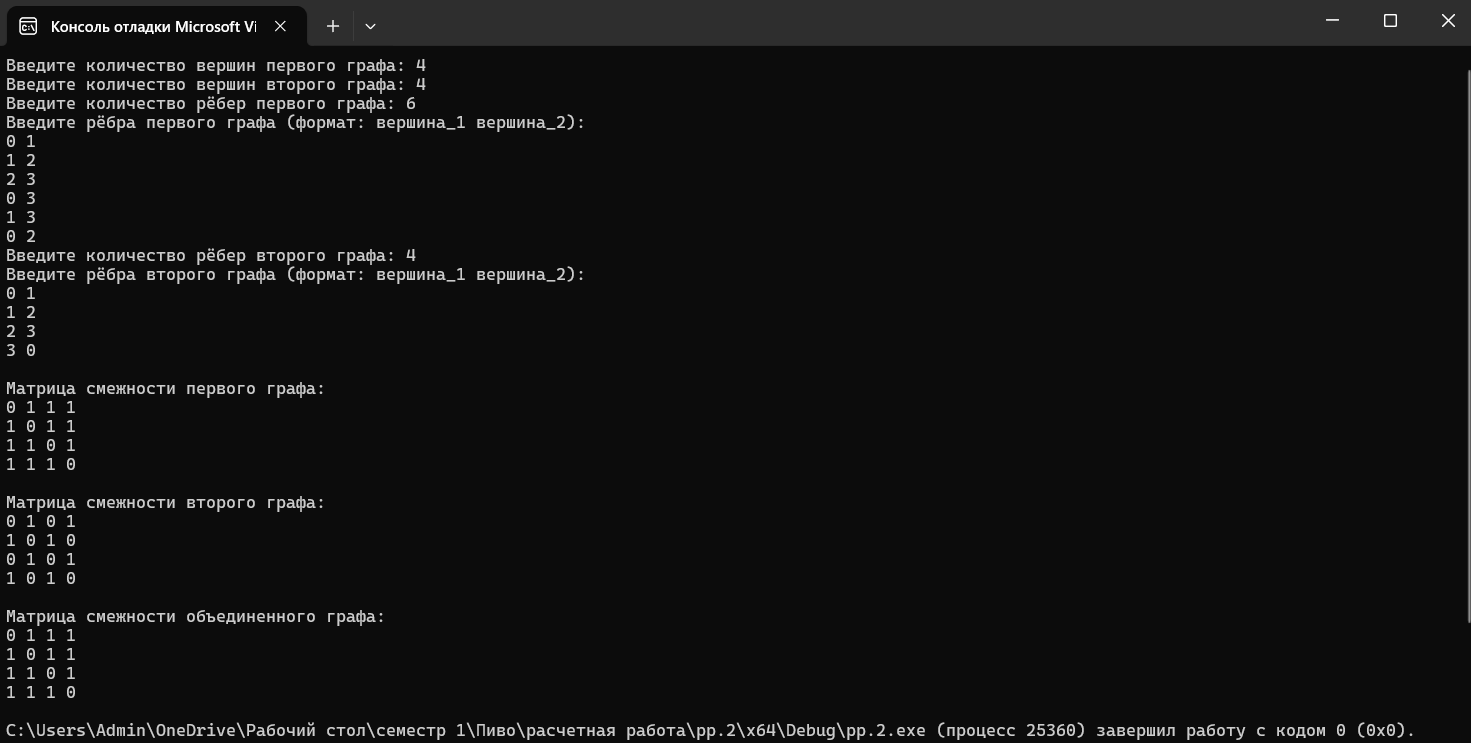 Консоль отладки Microsoft Vi
Введите количество вершин первого графа: 4
Введите количество вершин второго графа: 4
Введите количество рёбер первого графа: 6
Введите рёбра первого графа (формат: вершина_1 вершина_2):
0 1
1 2
2 3
0 3
1 3
0 2
Введите количество рёбер второго графа: 4
Введите рёбра второго графа (формат: вершина_1 вершина_2):
0 1
1 2
2 3
3 0
Матрица смежности первого графа:
0 1 1 1
1 0 1 1
1 1 0 1
1 1 1 0
Матрица смежности второго графа:
0 1 0 1
1 0 1 0
0 1 0 1
1 0 1 0
Матрица смежности объединенного графа:
0 1 1 1
1 0 1 1
1 1 0 1
1 1 1 0
C:\Users\Admin\OneDrive\Рабочий стол\семестр 1\Пиво\расчетная работа\pp.2\x64\Debug\pp.2.exe (процесс 25360) завершил работу с кодом 0 (0x0).